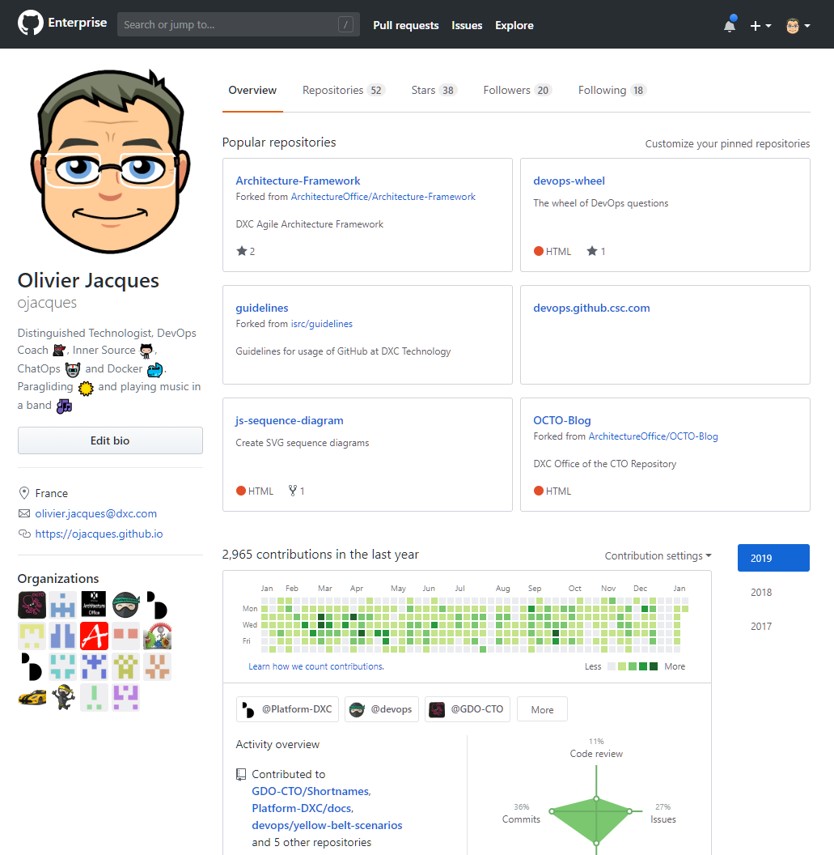 Enterprise
Search or jump to...
/
Pull requests Issues Explore
Overview Repositories 52 Stars 38 Followers 20 Following 18
Popular repositories
Customize your pinned repositories
Architecture-Framework
Forked from ArchitectureOffice/Architecture-Framework
DXC Agile Architecture Framework
2
devops-wheel
The wheel of DevOps questions
HTML 1
guidelines
Forked from isrc/guidelines
Guidelines for usage of GitHub at DXC Technology
devops.github.csc.com
js-sequence-diagram
Create SVG sequence diagrams
HTML 1
OCTO-Blog
Forked from ArchitectureOffice/OCTO-Blog
DXC Office of the CTO Repository
HTML
Olivier Jacques
ojacques
Distinguished Technologist, DevOps
Coach , Inner Source ,
ChatOps and Docker ,
Paragliding and playing music in
a band
Edit bio
France
olivier.jacques@dxc.com
https://ojacques.github.io
Organizations
Architecture
Office
2,965 contributions in the last year
Contribution settings
2019
2018
2017
Jan Feb Mar Apr May Jun Jul Aug Sep Oct Nov Dec Jan
Mon
Wed
Fri
Learn how we count contributions.
Less More
@Platform-DXC @devops @GDO-CTO More
Activity overview
Contributed to
GDO-CTO/Shortnames,
Platform-DXC/docs,
devops/yellow-belt-scenarios
and 5 other repositories
11%
Code review
36%
Commits
27%
Issues